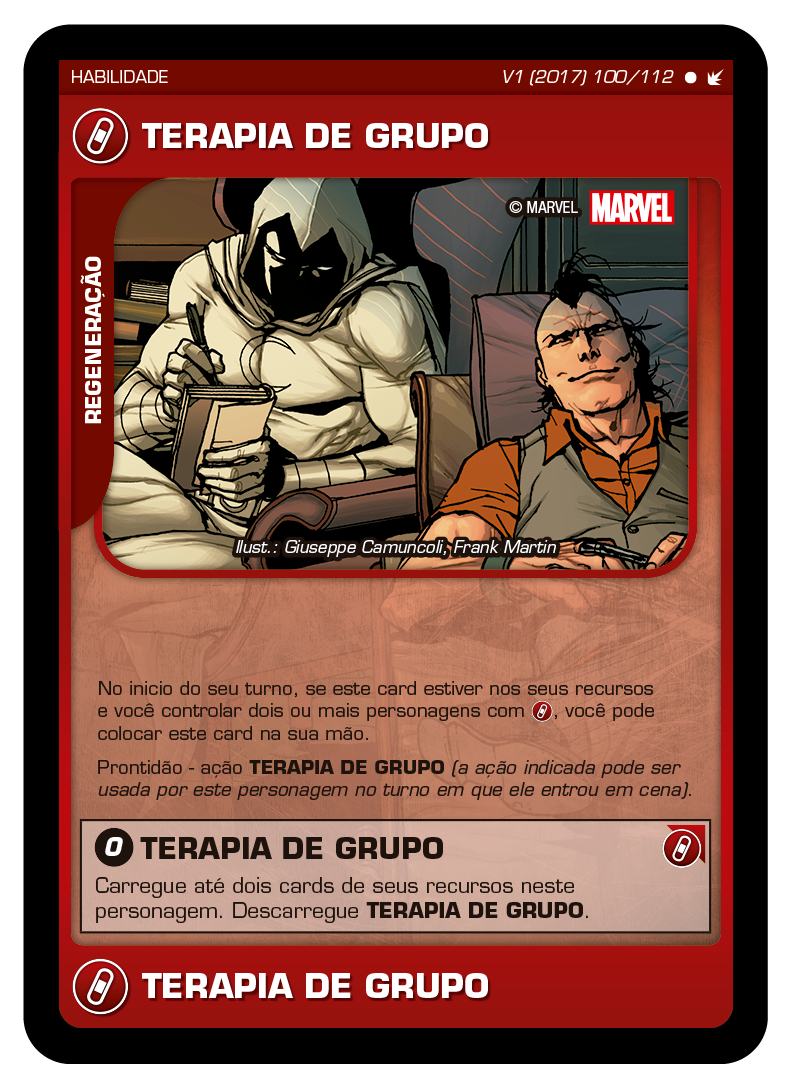 HABILIDADE
V1 (2017) 100/112
TERAPIA DE GRUPO
© MARVEL MARVEL
REGENERAÇÃO
Ilust.: Giuseppe Camuncoli, Frank Martin
No inicio do seu turno, se este card estiver nos seus recursos
e você controlar dois ou mais personagens com , você pode
colocar este card na sua mão.
Prontidão - ação TERAPIA DE GRUPO (a ação indicada pode ser
usada por este personagem no turno em que ele entrou em cena).
0 TERAPIA DE GRUPO
Carregue até dois cards de seus recursos neste
personagem. Descarregue TERAPIA DE GRUPO.
TERAPIA DE GRUPO